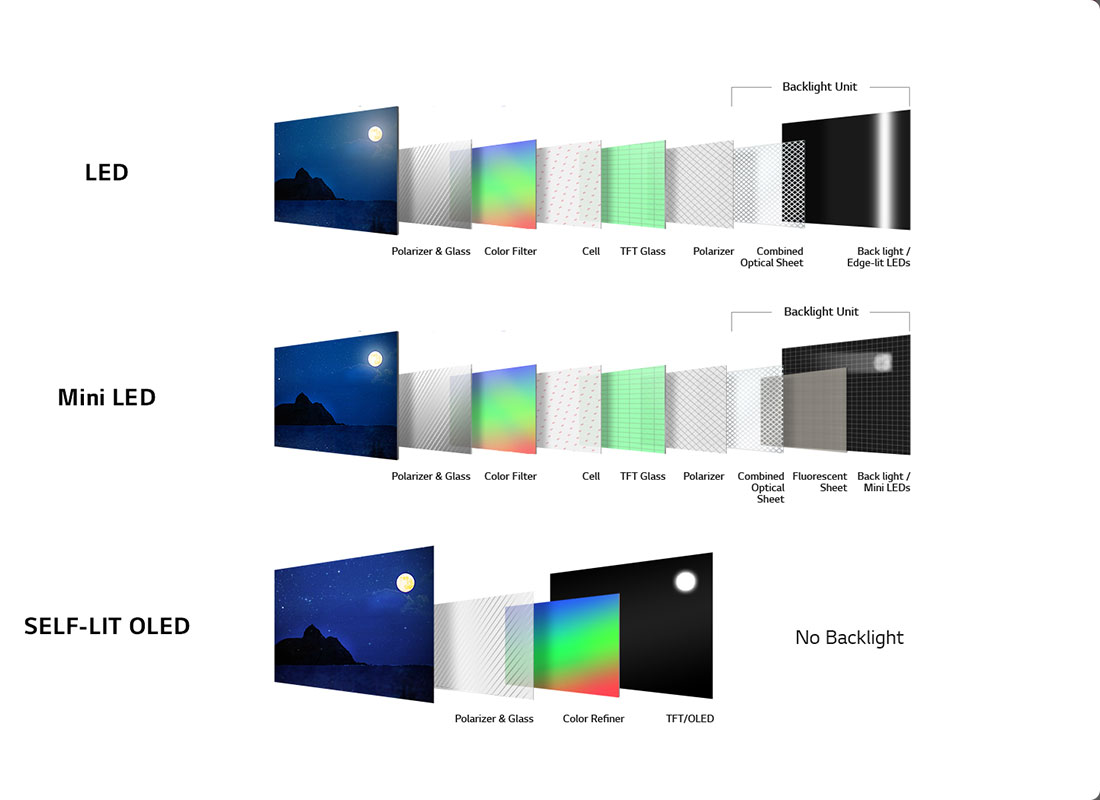 Backlight Unit
LED
Polarizer & Glass
Color Filter
Cell
TFT Glass
Polarizer
Combined
Optical Sheet
Back light /
Edge-lit LEDs
Backlight Unit
Mini LED
Polarizer & Glass
Color Filter
Cell
TFT Glass
Polarizer
Combined
Optical
Sheet
Fluorescent
Sheet
Back light /
Mini LEDs
SELF-LIT OLED
No Backlight
Polarizer & Glass
Color Refiner
TFT/OLED